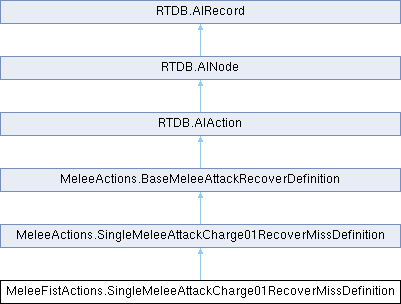 RTDB.AIRecord
RTDB.AINode
RTDB.AIAction
MeleeActions.BaseMeleeAttackRecoverDefinition
MeleeActions.SingleMeleeAttackCharge01RecoverMissDefinition
MeleeFistActions.SingleMeleeAttackCharge01RecoverMissDefinition